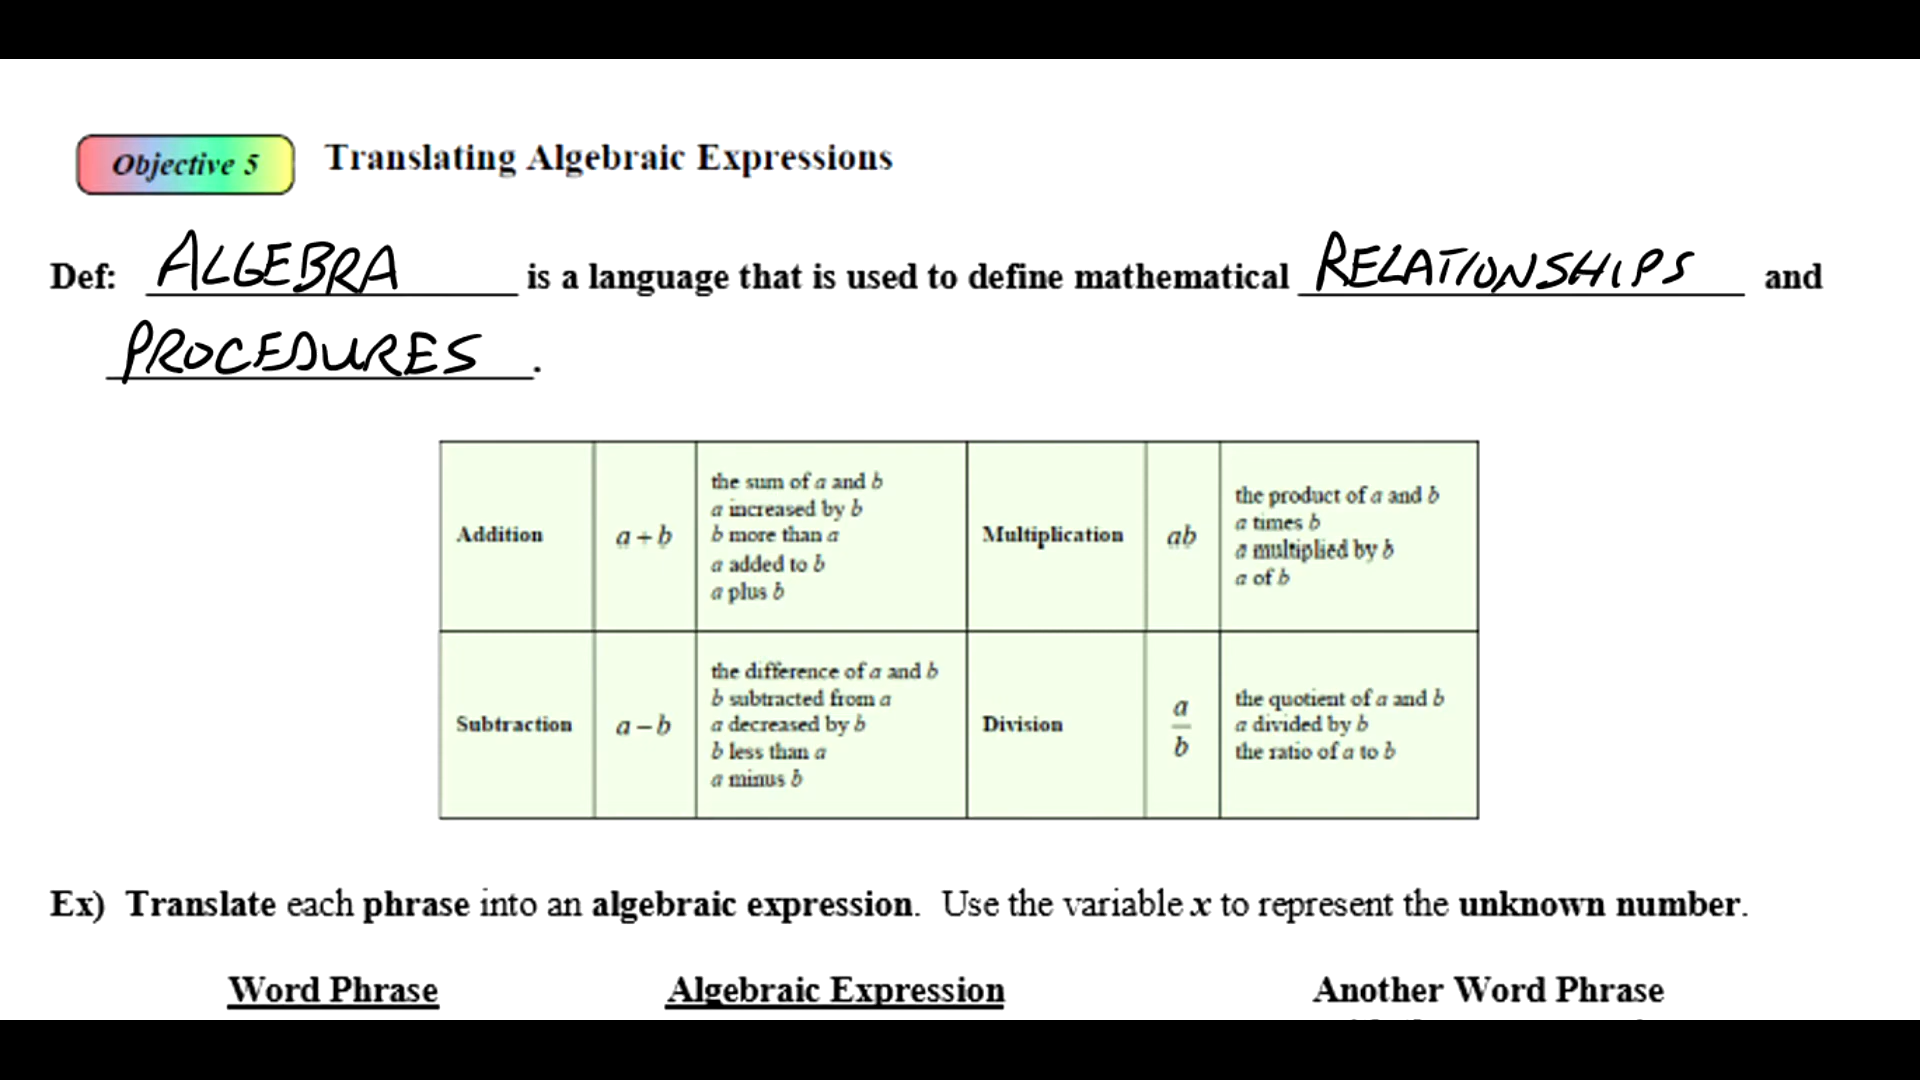 Objective 5 Translating Algebraic Expressions
Def: ALGEBRA is a language that is used to define mathematical RELATIONSHIPS and
PROCEDURES.
Addition
a + b
the sum of a and b
a increased by b
b more than a
a added to b
a plus b
Multiplication
ab
the product of a and b
a times b
a multiplied by b
a of b
Subtraction
a − b
the difference of a and b
b subtracted from a
a decreased by b
b less than a
a minus b
Division
a
b
the quotient of a and b
a divided by b
the ratio of a to b
Ex) Translate each phrase into an algebraic expression. Use the variable x to represent the unknown number.
Word Phrase Algebraic Expression Another Word Phrase